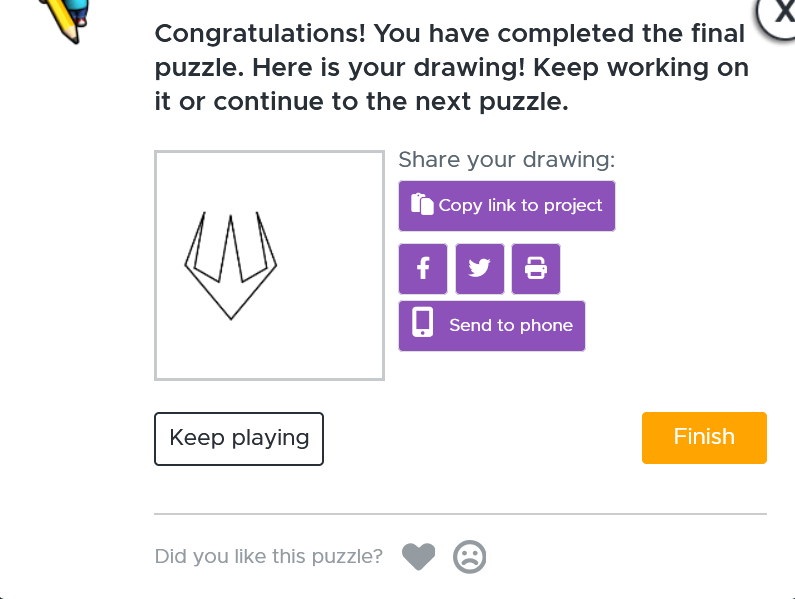 Congratulations! You have completed the final
puzzle. Here is your drawing! Keep working on
it or continue to the next puzzle.
X
Share your drawing:
Copy link to project
Send to phone
Keep playing
Finish
Did you like this puzzle?